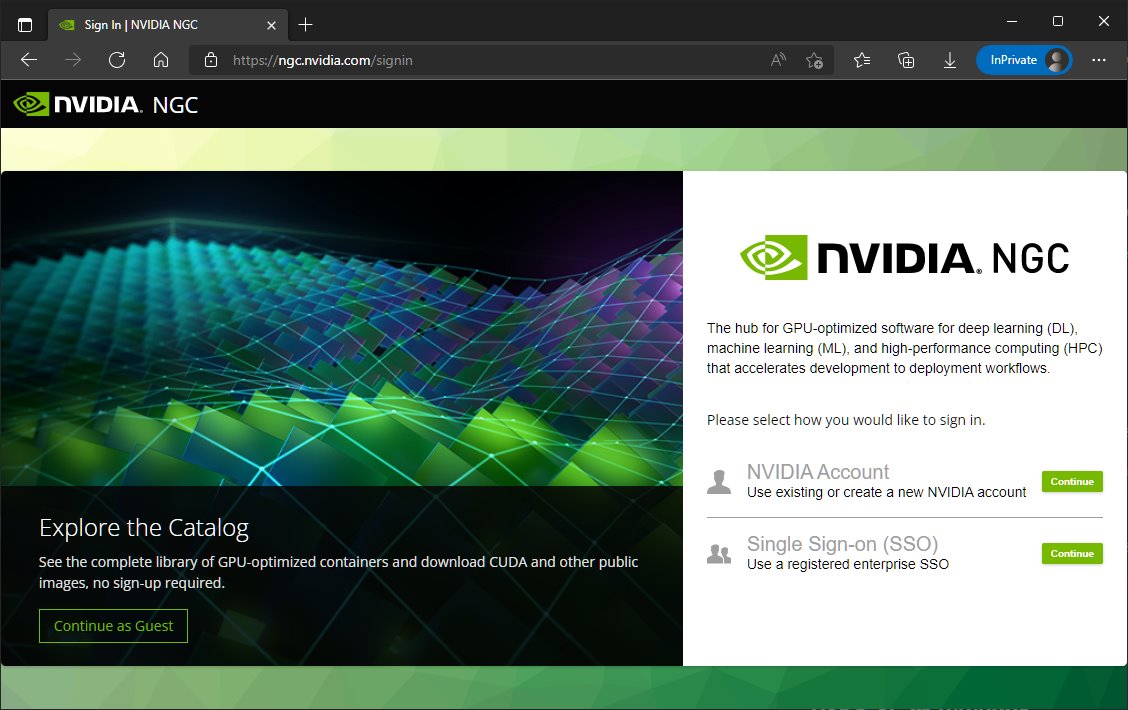 Sign In | NVIDIA NGC
https://ngc.nvidia.com/signin
InPrivate
NVIDIA. NGC
NVIDIA. NGC
The hub for GPU-optimized software for deep learning (DL),
machine learning (ML), and high-performance computing (HPC)
that accelerates development to deployment workflows.
Please select how you would like to sign in.
NVIDIA Account
Use existing or create a new NVIDIA account
Continue
Single Sign-on (SSO)
Use a registered enterprise SSO
Continue
Explore the Catalog
See the complete library of GPU-optimized containers and download CUDA and other public
images, no sign-up required.
Continue as Guest